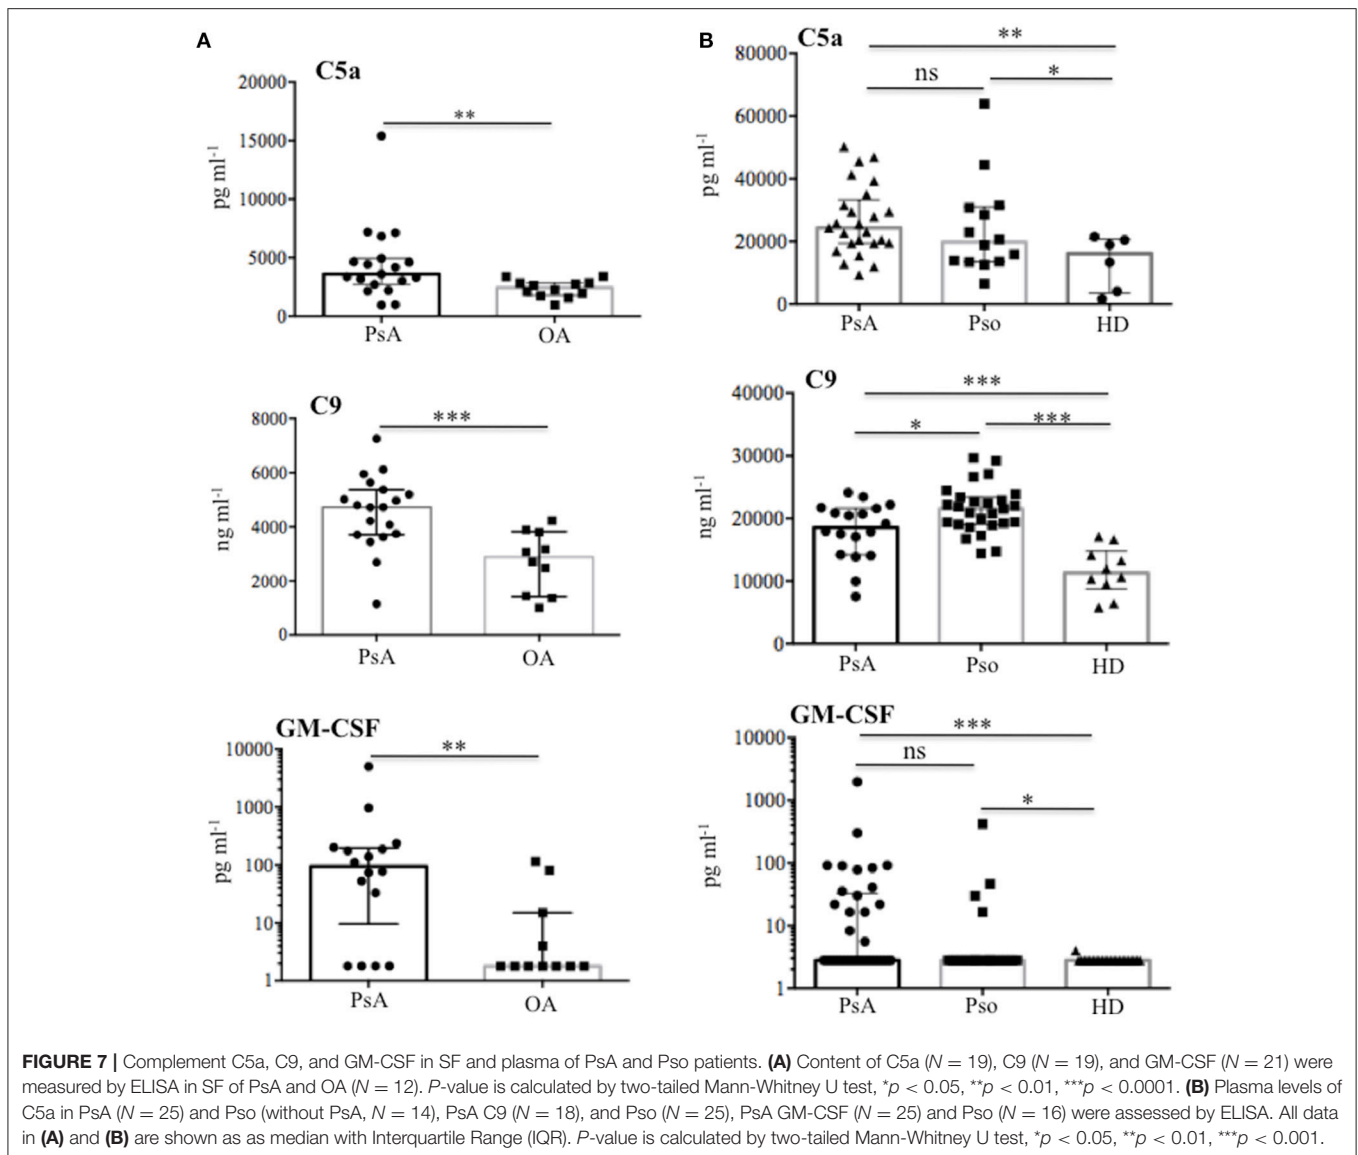 A
C5a
20000
15000
10000
5000
0
pg ml-1
**
PsA
OA
C9
8000
6000
4000
2000
0
ng ml-1
***
PsA
OA
GM-CSF
10000
1000
100
10
1
pg ml-1
**
PsA
OA
B
C5a
80000
60000
40000
20000
0
pg ml-1
**
ns
*
PsA
Pso
HD
C9
40000
30000
20000
10000
0
ng ml-1
***
*
***
PsA
Pso
HD
GM-CSF
10000
1000
100
10
1
pg ml-1
***
ns
*
PsA
Pso
HD
FIGURE 7 | Complement C5a, C9, and GM-CSF in SF and plasma of PsA and Pso patients. (A) Content of C5a (N = 19), C9 (N = 19), and GM-CSF (N = 21) were
measured by ELISA in SF of PsA and OA (N = 12). P-value is calculated by two-tailed Mann-Whitney U test, *p < 0.05, **p < 0.01, ***p < 0.0001. (B) Plasma levels of
C5a in PsA (N = 25) and Pso (without PsA, N = 14), PsA C9 (N = 18), and Pso (N = 25), PsA GM-CSF (N = 25) and Pso (N = 16) were assessed by ELISA. All data
in (A) and (B) are shown as as median with Interquartile Range (IQR). P-value is calculated by two-tailed Mann-Whitney U test, *p < 0.05, **p < 0.01, ***p < 0.001.